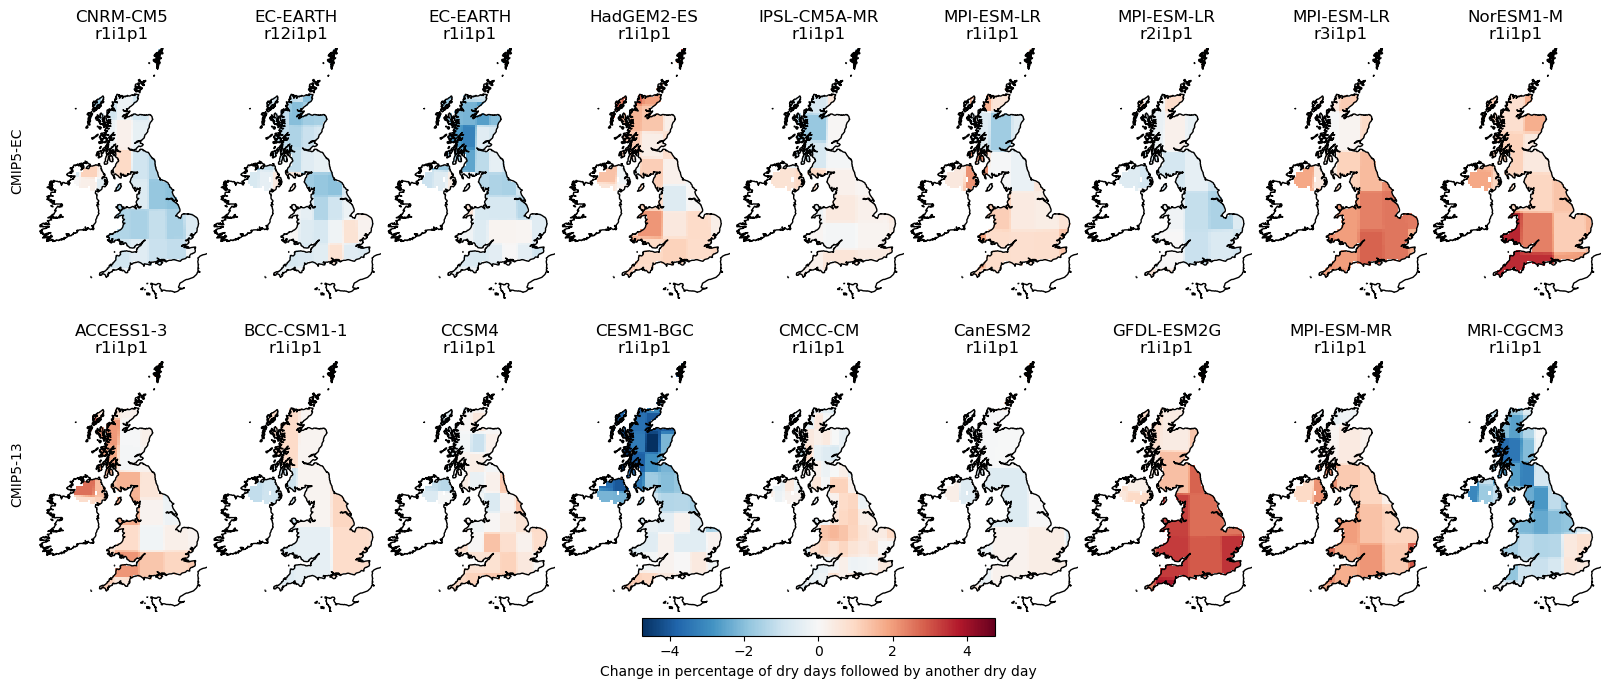 CNRM-CM5
r1i1p1
EC-EARTH
r12i1p1
EC-EARTH
r1i1p1
HadGEM2-ES
r1i1p1
IPSL-CM5A-MR
r1i1p1
MPI-ESM-LR
r1i1p1
MPI-ESM-LR
r2i1p1
MPI-ESM-LR
r3i1p1
NorESM1-M
r1i1p1
CMIP5-EC
ACCESS1-3
r1i1p1
BCC-CSM1-1
r1i1p1
CCSM4
r1i1p1
CESM1-BGC
r1i1p1
CMCC-CM
r1i1p1
CanESM2
r1i1p1
GFDL-ESM2G
r1i1p1
MPI-ESM-MR
r1i1p1
MRI-CGCM3
r1i1p1
CMIP5-13
−4 −2 0 2 4
Change in percentage of dry days followed by another dry day